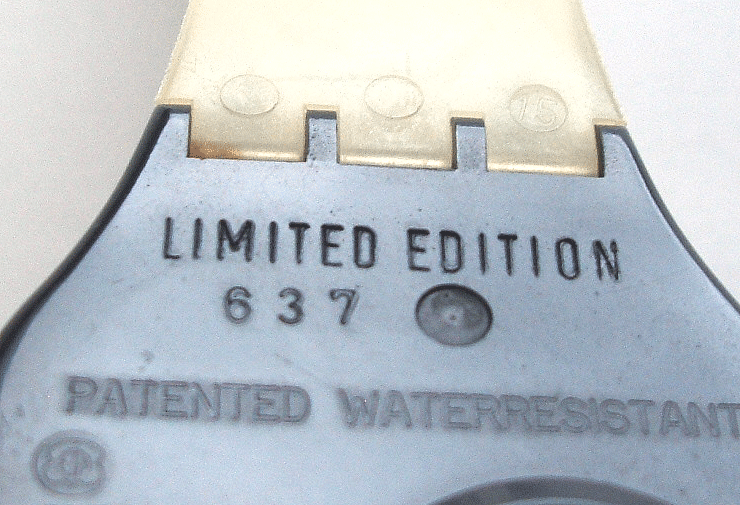 15
LIMITED EDITION
637
PATENTED WATERRESISTANT